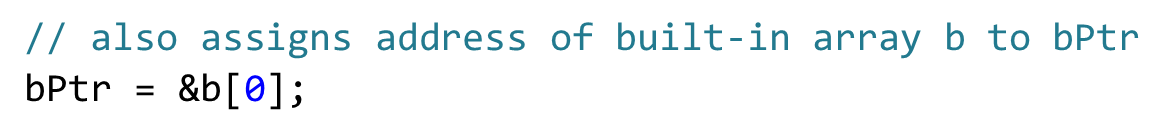 // also assigns address of built-in array b to bPtr
bPtr = &b[0];